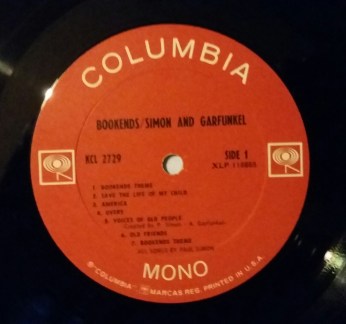 COLUMBIA
BOOKENDS/SIMON AND GARFUNKEL
KCL 2729
SIDE 1
XLP
1. BOOKENDS THEME
2. SAVE THE LIFE OF MY CHILD
3. AMERICA
4. OVERS
5. VOICES OF OLD PEOPLE
6. OLD FRIENDS
7. BOOKENDS THEME
ALL SONGS BY PAUL SIMON
MONO
® "COLUMBIA" MARCAS REG. PRINTED IN U.S.A.